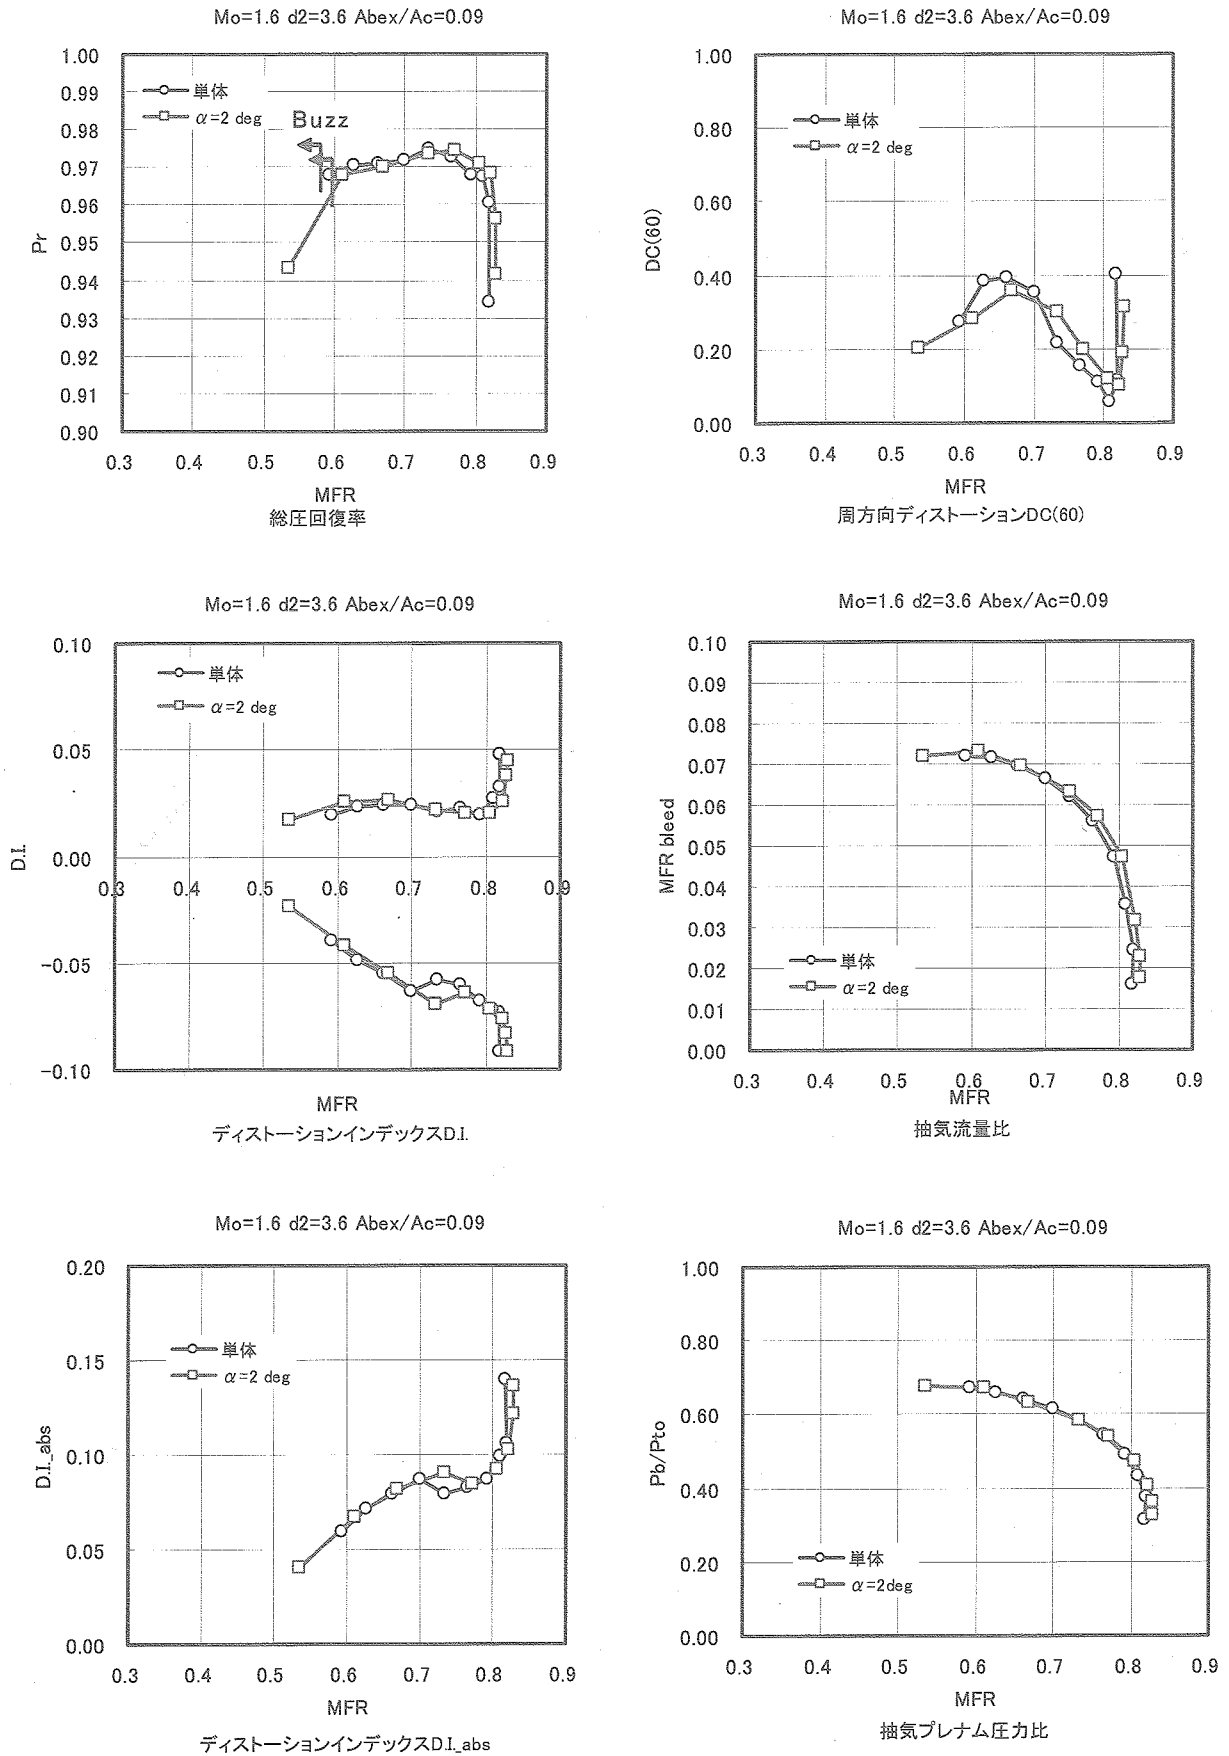 Mo=1.6 d2=3.6 Abex/Ac=0.09
1.00
0.99
0.98
0.97
0.96
0.95
0.94
0.93
0.92
0.91
0.90
Pr
単体
α=2 deg
Buzz
0.3 0.4 0.5 0.6 0.7 0.8 0.9
MFR
総圧回復率
Mo=1.6 d2=3.6 Abex/Ac=0.09
1.00
0.80
0.60
0.40
0.20
0.00
DC(60)
単体
α=2 deg
0.3 0.4 0.5 0.6 0.7 0.8 0.9
MFR
周方向ディストーションDC(60)
Mo=1.6 d2=3.6 Abex/Ac=0.09
0.10
0.05
0.00
-0.05
-0.10
D.I.
単体
α=2 deg
0.3 0.4 0.5 0.6 0.7 0.8 0.9
MFR
ディストーションインデックスD.I.
Mo=1.6 d2=3.6 Abex/Ac=0.09
0.10
0.09
0.08
0.07
0.06
0.05
0.04
0.03
0.02
0.01
0.00
MFR bleed
単体
α=2 deg
0.3 0.4 0.5 0.6 0.7 0.8 0.9
MFR
抽気流量比
Mo=1.6 d2=3.6 Abex/Ac=0.09
0.20
0.15
0.10
0.05
0.00
D.I._abs
単体
α=2 deg
0.3 0.4 0.5 0.6 0.7 0.8 0.9
MFR
ディストーションインデックスD.I._abs
Mo=1.6 d2=3.6 Abex/Ac=0.09
1.00
0.80
0.60
0.40
0.20
0.00
Pb/Pto
単体
α=2deg
0.3 0.4 0.5 0.6 0.7 0.8 0.9
MFR
抽気プレナム圧力比